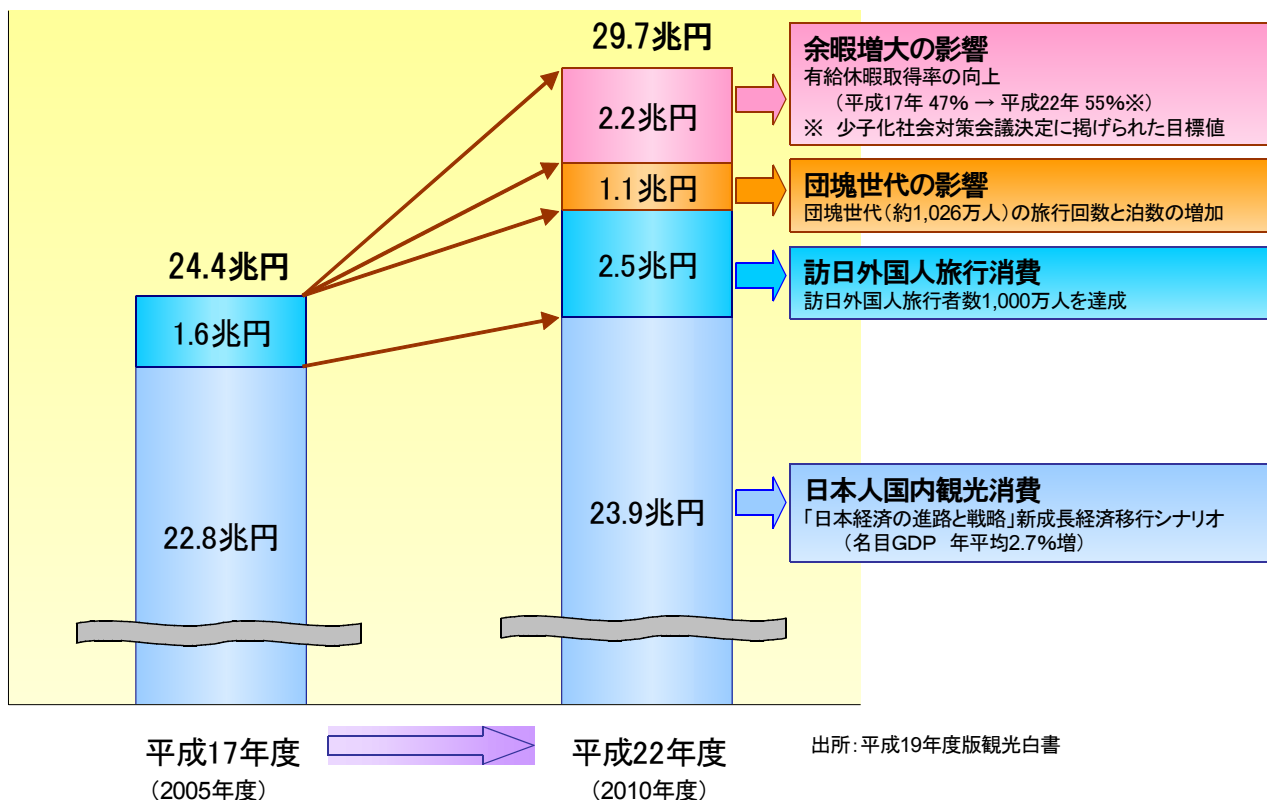 29.7兆円
2.2兆円
1.1兆円
2.5兆円
23.9兆円
24.4兆円
1.6兆円
22.8兆円
余暇増大の影響
有給休暇取得率の向上
（平成17年 47% → 平成22年 55%※）
※ 少子化社会対策会議決定に掲げられた目標値
団塊世代の影響
団塊世代（約1,026万人）の旅行回数と泊数の増加
訪日外国人旅行消費
訪日外国人旅行者数1,000万人を達成
日本人国内観光消費
「日本経済の進路と戦略」新成長経済移行シナリオ
（名目GDP 年平均2.7%増）
平成17年度
（2005年度）
平成22年度
（2010年度）
出所：平成19年度版観光白書